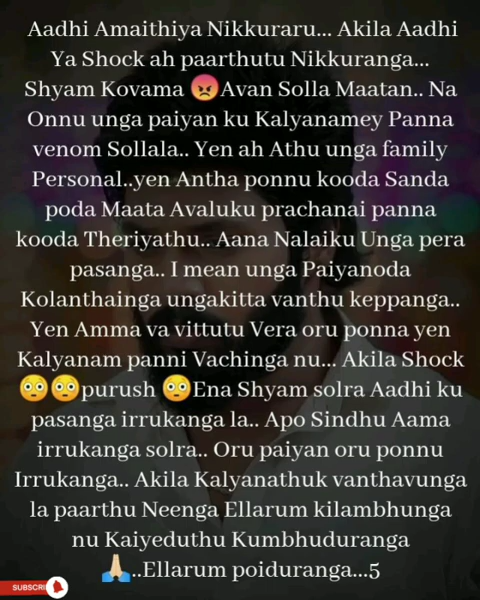 Aadhi Amaithiya Nikkuraru... Akila Aadhi
Ya Shock ah paarthutu Nikkuranga...
Shyam Kovama 😡Avan Solla Maatan.. Na
Onnu unga paiyan ku Kalyanamey Panna
venom Sollala.. Yen ah Athu unga family
Personal..yen Antha ponnu kooda Sanda
poda Maata Avaluku prachanai panna
kooda Theriyathu.. Aana Nalaiku Unga pera
pasanga.. I mean unga Paiyanoda
Kolanthainga ungakitta vanthu keppanga..
Yen Amma va vittutu Vera oru ponna yen
Kalyanam panni Vachinga nu... Akila Shock
😳😳purush 😳Ena Shyam solra Aadhi ku
pasanga irrukanga la.. Apo Sindhu Aama
irrukanga solra.. Oru paiyan oru ponnu
Irrukanga.. Akila Kalyanathuk vanthavunga
la paarthu Neenga Ellarum kilambhunga
nu Kaiyeduthu Kumbhuduranga
🙏🏻..Ellarum poiduranga...5
SUBSCRI